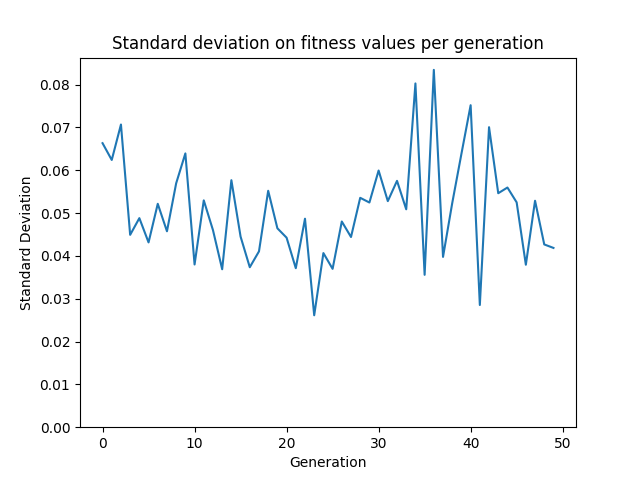 Standard deviation on fitness values per generation
0.08
0.07
0.06
0.05
0.04
0.03
0.02
0.01
0.00
Standard Deviation
0 10 20 30 40 50
Generation